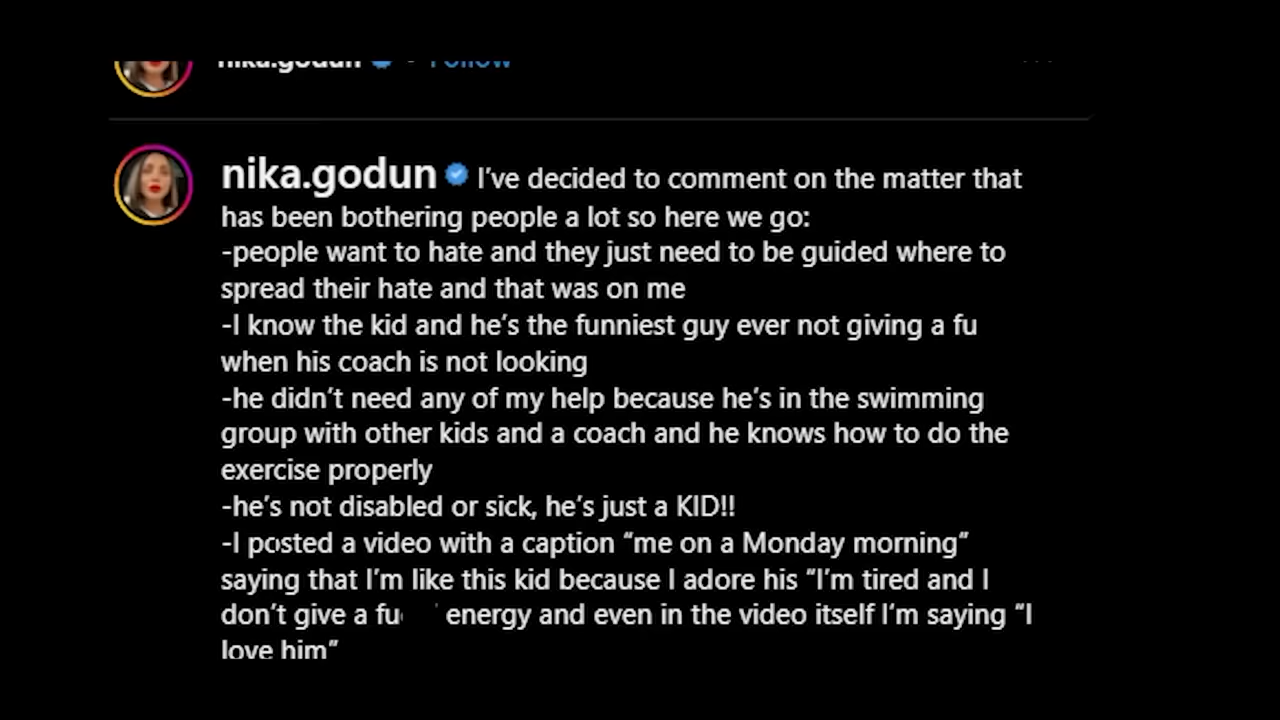 nika.godun • Follow
nika.godun I've decided to comment on the matter that
has been bothering people a lot so here we go:
-people want to hate and they just need to be guided where to
spread their hate and that was on me
-I know the kid and he's the funniest guy ever not giving a fu
when his coach is not looking
-he didn't need any of my help because he's in the swimming
group with other kids and a coach and he knows how to do the
exercise properly
-he's not disabled or sick, he's just a KID!!
-I posted a video with a caption “me on a Monday morning”
saying that I'm like this kid because I adore his “I'm tired and I
don't give a fu energy and even in the video itself I'm saying “I
love him”